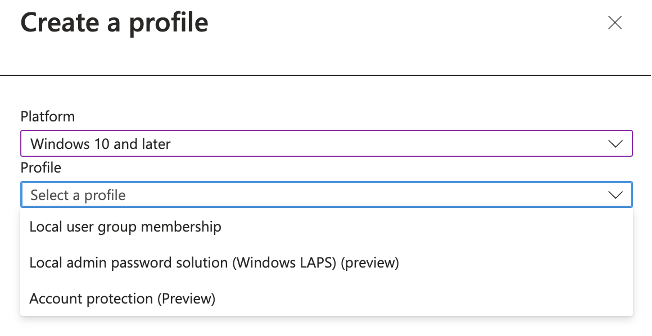 Create a profile
Platform
Windows 10 and later
Profile
Select a profile
Local user group membership
Local admin password solution (Windows LAPS) (preview)
Account protection (Preview)